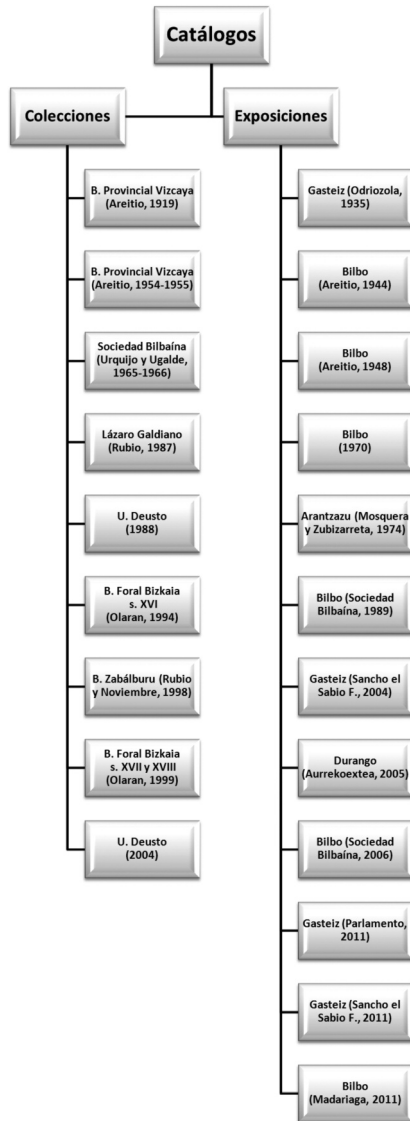 Catálogos
Colecciones
B. Provincial Vizcaya
(Areitio, 1919)
B. Provincial Vizcaya
(Areitio, 1954-1955)
Sociedad Bilbaína
(Urquijo y Ugalde,
1965-1966)
Lázaro Galdiano
(Rubio, 1987)
U. Deusto
(1988)
B. Foral Bizkaia
s. XVI
(Olaran, 1994)
B. Zabálburu (Rubio
y Noviembre, 1998)
B. Foral Bizkaia
s. XVII y XVIII
(Olaran, 1999)
U. Deusto
(2004)
Exposiciones
Gasteiz (Odriozola,
1935)
Bilbo
(Areitio, 1944)
Bilbo
(Areitio, 1948)
Bilbo
(1970)
Arantzazu (Mosquera
y Zubizarreta, 1974)
Bilbo (Sociedad
Bilbaína, 1989)
Gasteiz (Sancho el
Sabio F., 2004)
Durango
(Aurrekoextea, 2005)
Bilbo (Sociedad
Bilbaína, 2006)
Gasteiz (Parlamento,
2011)
Gasteiz (Sancho el
Sabio F., 2011)
Bilbo
(Madariaga, 2011)